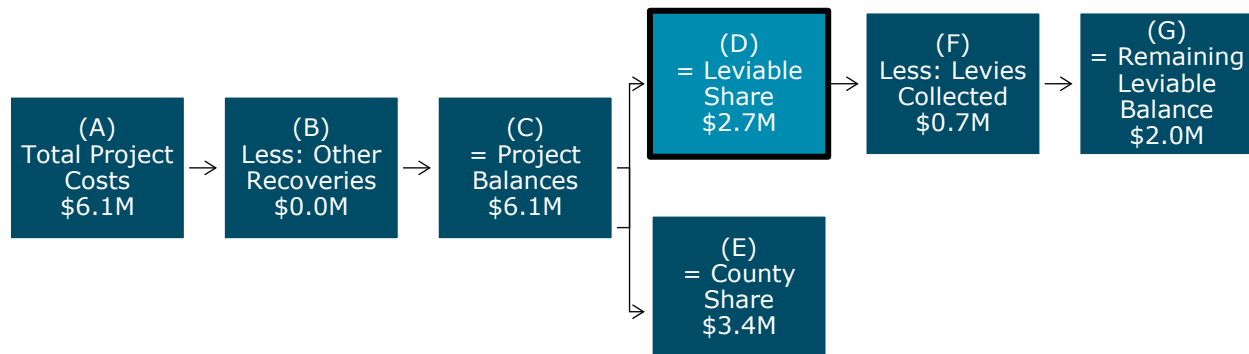 (A)
Total Project
Costs
$6.1M
(B)
Less: Other
Recoveries
$0.0M
(C)
= Project
Balances
$6.1M
(D)
= Leviable
Share
$2.7M
(E)
= County
Share
$3.4M
(F)
Less: Levies
Collected
$0.7M
(G)
= Remaining
Leviable
Balance
$2.0M